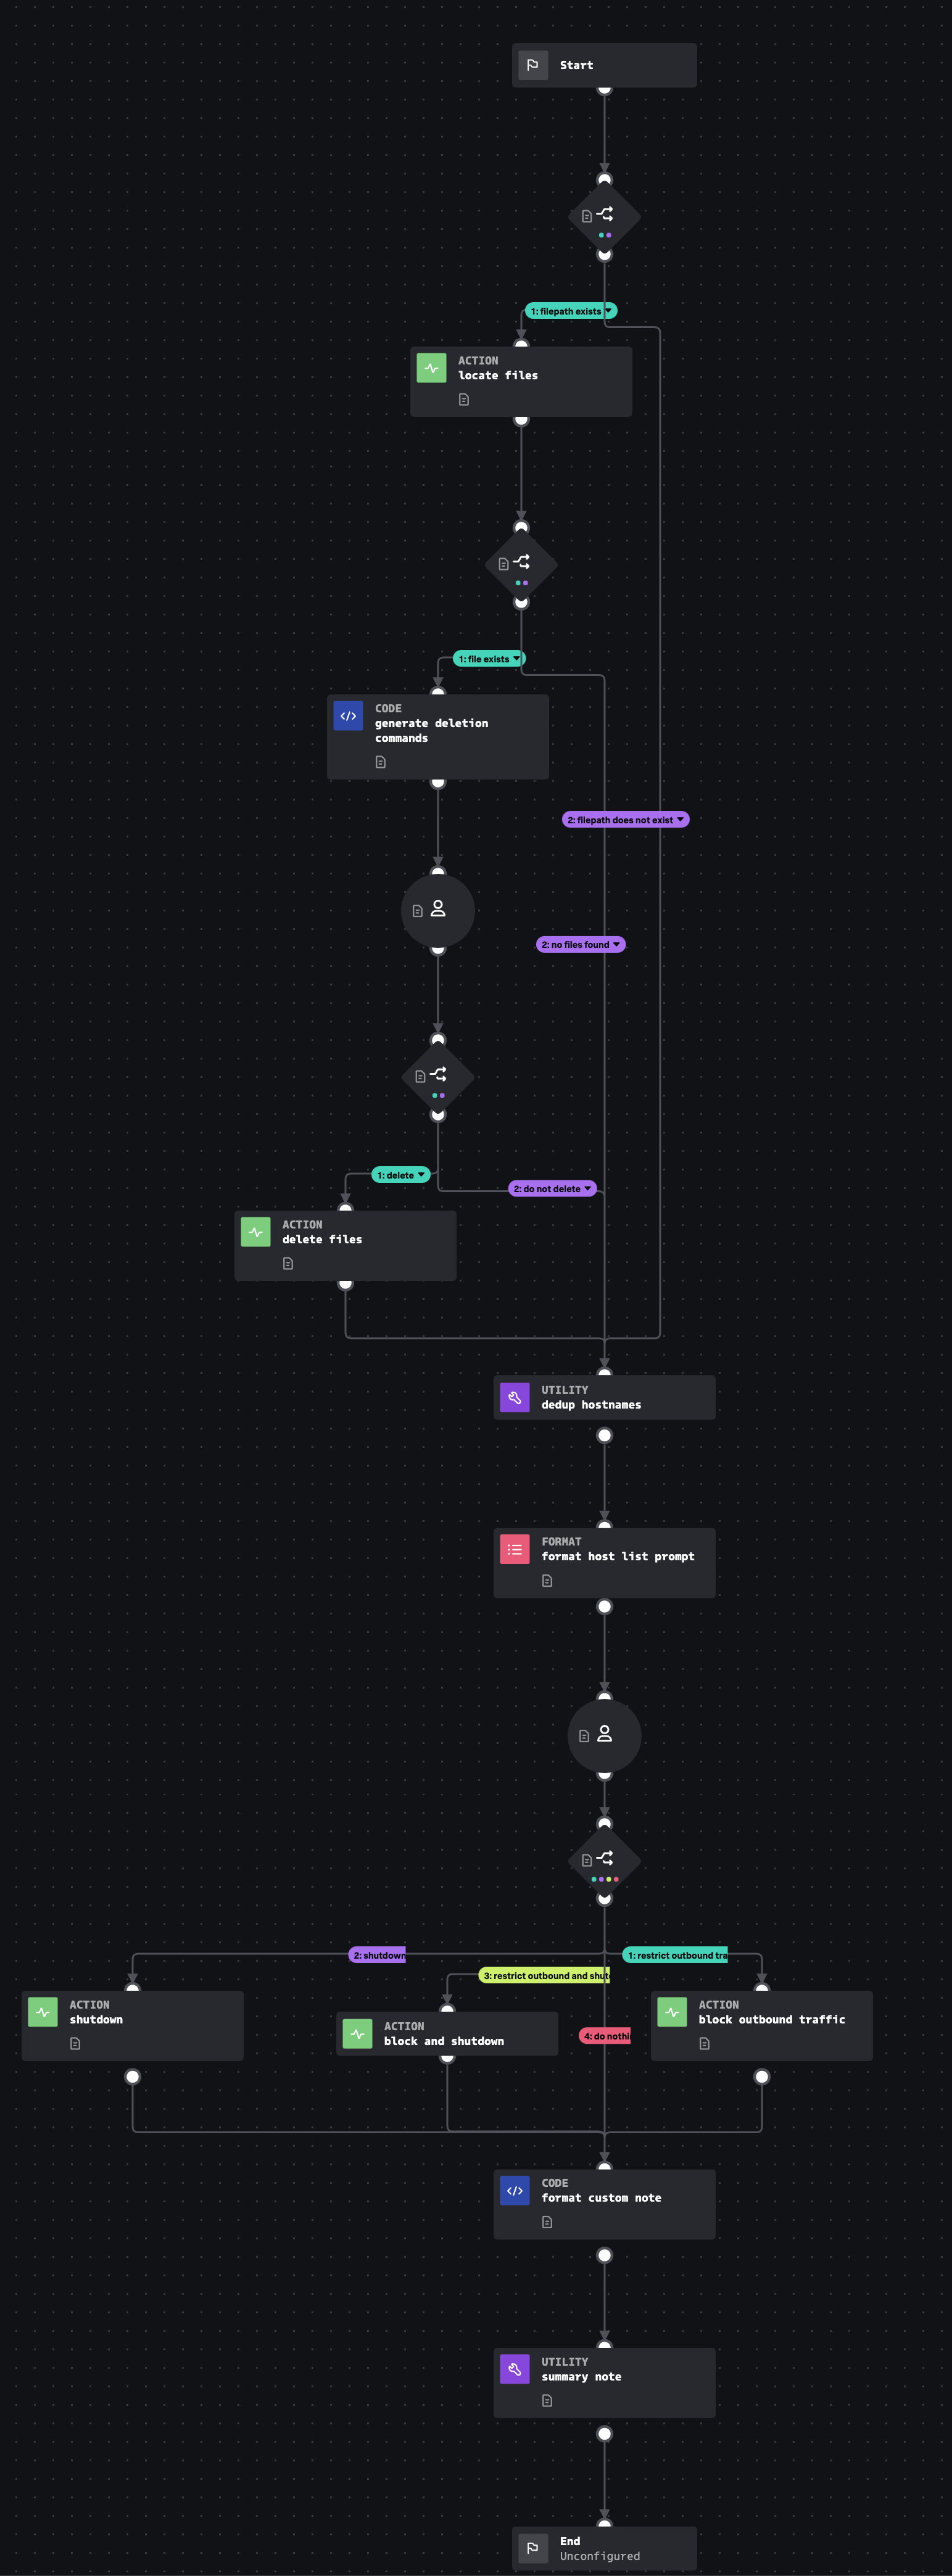 Start
1: filepath exists
ACTION
locate files
1: file exists
CODE
generate deletion
commands
2: filepath does not exist
2: no files found
1: delete
2: do not delete
ACTION
delete files
UTILITY
dedup hostnames
FORMAT
format host list prompt
2: shutdown
1: restrict outbound tra
3: restrict outbound and shut
ACTION
shutdown
ACTION
block and shutdown
4: do nothi
ACTION
block outbound traffic
CODE
format custom note
UTILITY
summary note
End
Unconfigured